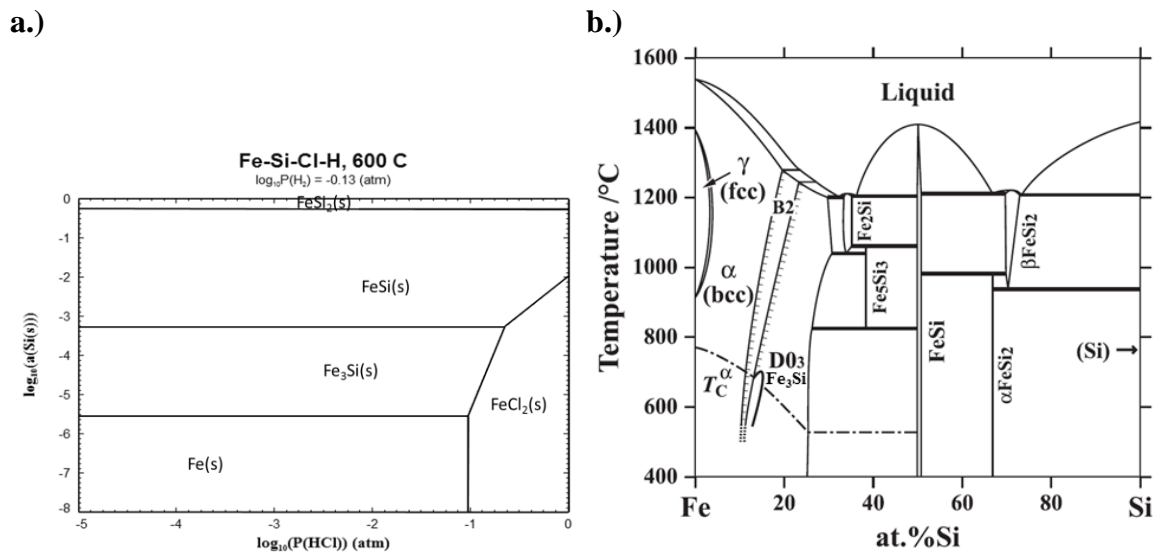 a.)
Fe-Si-Cl-H, 600 C
log₁₀P(H₂) = -0.13 (atm)
0
-1
-2
-3
-4
-5
-6
-7
-8
log₁₀(a(Si(s)))
FeSi₂(s)
FeSi(s)
Fe₃Si(s)
FeCl₂(s)
Fe(s)
-5
-4
-3
-2
-1
0
log₁₀(P(HCl)) (atm)
b.)
1600
1400
1200
1000
800
600
400
Temperature /°C
Liquid
γ
(fcc)
B2
α
(bcc)
Fe₂Si
Fe₅Si₃
βFeSi₂
FeSi
αFeSi₂
(Si) →
D0₃
Fe₃Si
T_C^α
Fe
20
40
60
80
Si
at.%Si